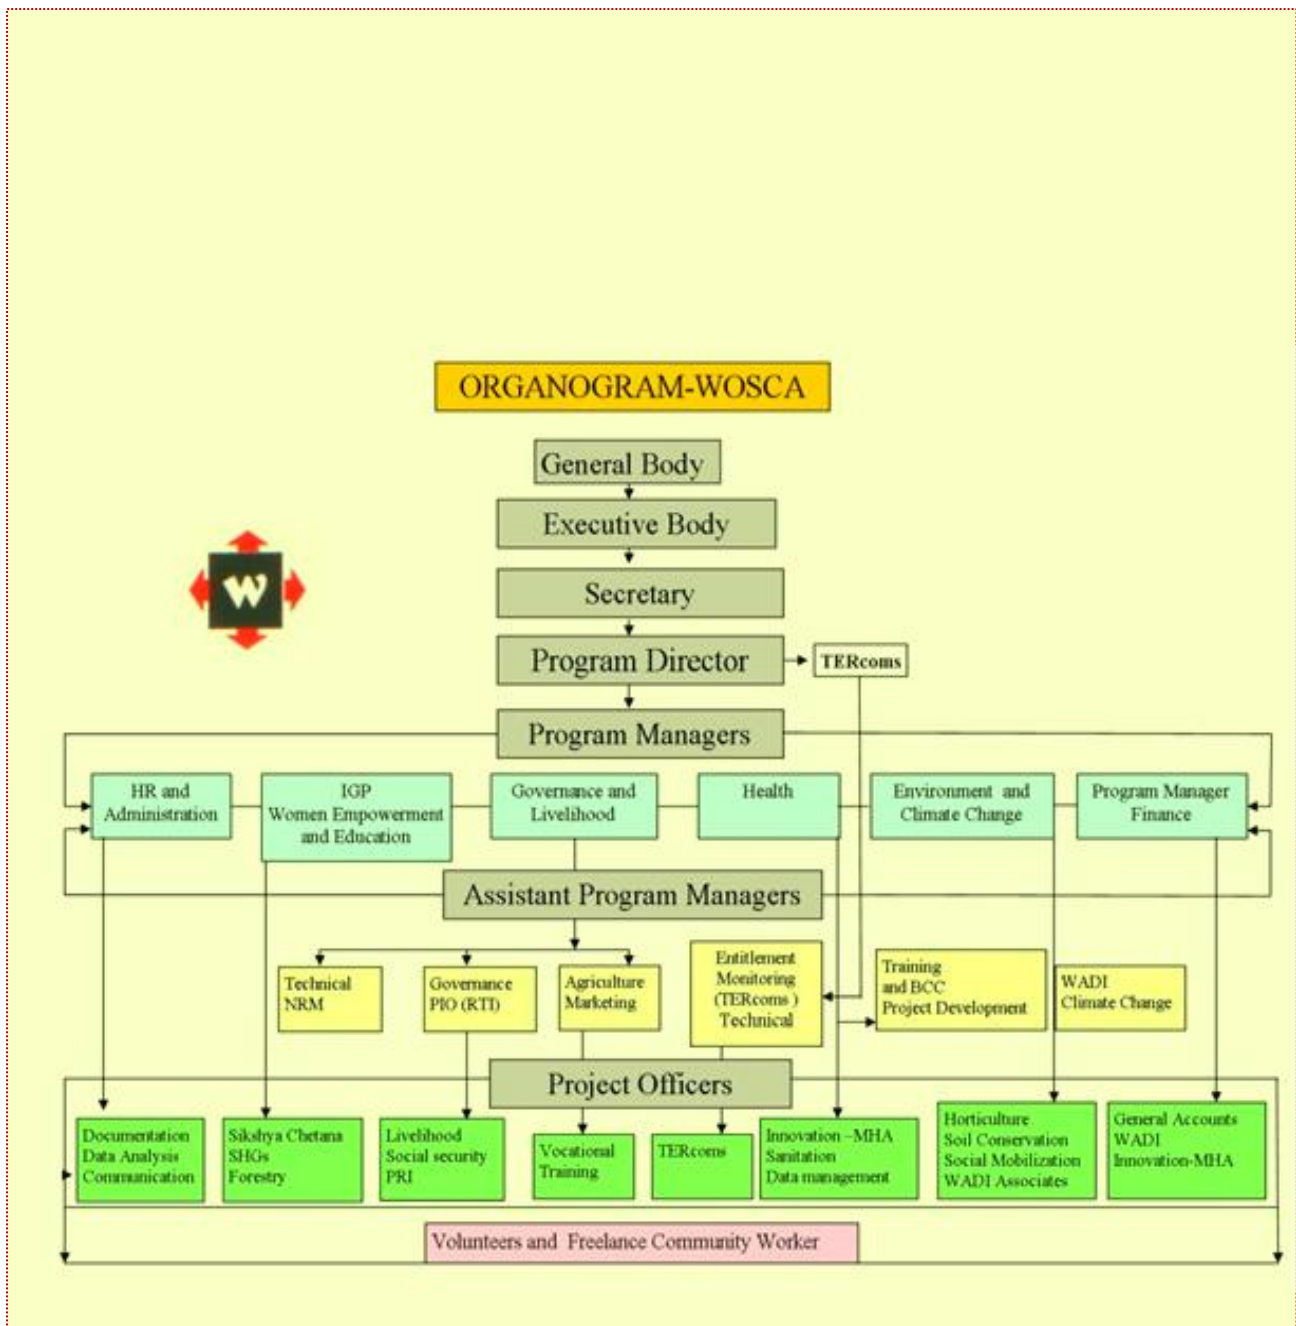 ORGANOGRAM-WOSCA
General Body
Executive Body
W
Secretary
Program Director
TERcoms
Program Managers
HR and
Administration
IGP
Women Empowerment
and Education
Governance and
Livelihood
Health
Environment and
Climate Change
Program Manager
Finance
Assistant Program Managers
Technical
NRM
Governance
PIO (RTI)
Agriculture
Marketing
Entitlement
Monitoring
(TERcoms )
Technical
Training
and BCC
Project Development
WADI
Climate Change
Project Officers
Documentation
Data Analysis
Communication
Sikshya Chetana
SHGs
Forestry
Livelihood
Social security
PRI
Vocational
Training
TERcoms
Innovation –MHA
Sanitation
Data management
Horticulture
Soil Conservation
Social Mobilization
WADI Associates
General Accounts
WADI
Innovation-MHA
Volunteers and Freelance Community Worker